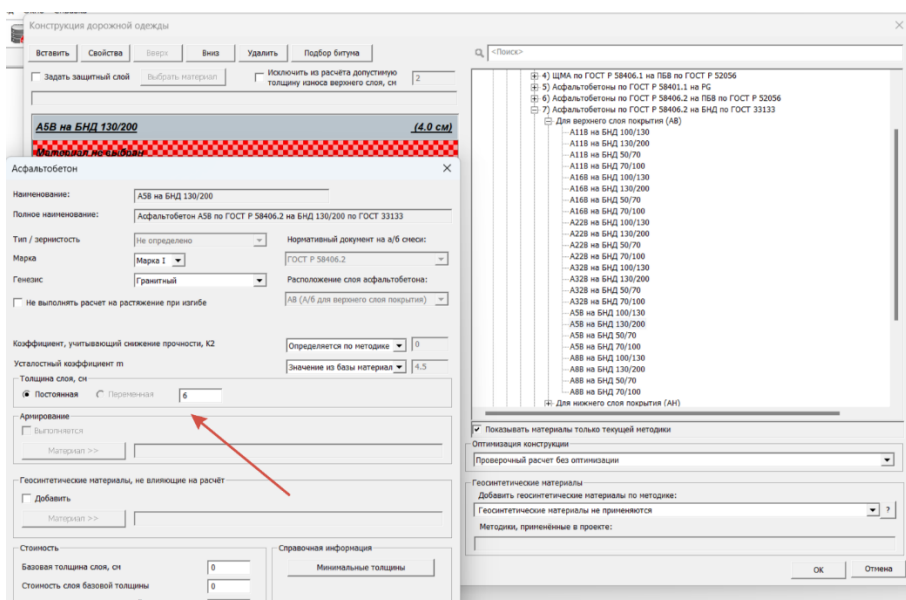 Конструкция дорожной одежды
Вставить Свойства Вверх Вниз Удалить Подбор битума
Задать защитный слой Выбрать материал Исключить из расчёта допустимую толщину износа верхнего слоя, см 2
А5В на БНД 130/200 (4.0 см)
Материал не выбран
Асфальтобетон
Наименование: А5В на БНД 130/200
Полное наименование: Асфальтобетон А5В по ГОСТ Р 58406.2 на БНД 130/200 по ГОСТ 33133
Тип / зернистость Не определено Нормативный документ на а/б смеси:
Марка Марка I ГОСТ Р 58406.2
Генезис Гранитный Расположение слоя асфальтобетона:
Не выполнять расчет на растяжение при изгибе АВ (А/б для верхнего слоя покрытия)
Коэффициент, учитывающий снижение прочности, К2 Определяется по методике 0
Усталостный коэффициент m Значение из базы материал 4.5
Толщина слоя, см
Постоянная Переменная 6
Армирование
Выполняется
Материал >>
Геосинтетические материалы, не влияющие на расчёт
Добавить
Материал >>
Стоимость
Базовая толщина слоя, см 0
Стоимость слоя базовой толщины 0
Справочная информация
Минимальные толщины
<Поиск>
4) ЩМА по ГОСТ Р 58406.1 на ПБВ по ГОСТ Р 52056
5) Асфальтобетоны по ГОСТ Р 58401.1 на PG
6) Асфальтобетоны по ГОСТ Р 58406.2 на ПБВ по ГОСТ Р 52056
7) Асфальтобетоны по ГОСТ Р 58406.2 на БНД по ГОСТ 33133
Для верхнего слоя покрытия (АВ)
А11В на БНД 100/130
А11В на БНД 130/200
А11В на БНД 50/70
А11В на БНД 70/100
А16В на БНД 100/130
А16В на БНД 130/200
А16В на БНД 50/70
А16В на БНД 70/100
А22В на БНД 100/130
А22В на БНД 130/200
А22В на БНД 50/70
А22В на БНД 70/100
А32В на БНД 100/130
А32В на БНД 130/200
А32В на БНД 50/70
А32В на БНД 70/100
А5В на БНД 100/130
А5В на БНД 130/200
А5В на БНД 50/70
А5В на БНД 70/100
А8В на БНД 100/130
А8В на БНД 130/200
А8В на БНД 50/70
А8В на БНД 70/100
Для нижнего слоя покрытия (АН)
Показывать материалы только текущей методики
Оптимизация конструкции
Проверочный расчет без оптимизации
Геосинтетические материалы
Добавить геосинтетические материалы по методике:
Геосинтетические материалы не применяются ?
Методики, применённые в проекте:
ОК Отмена